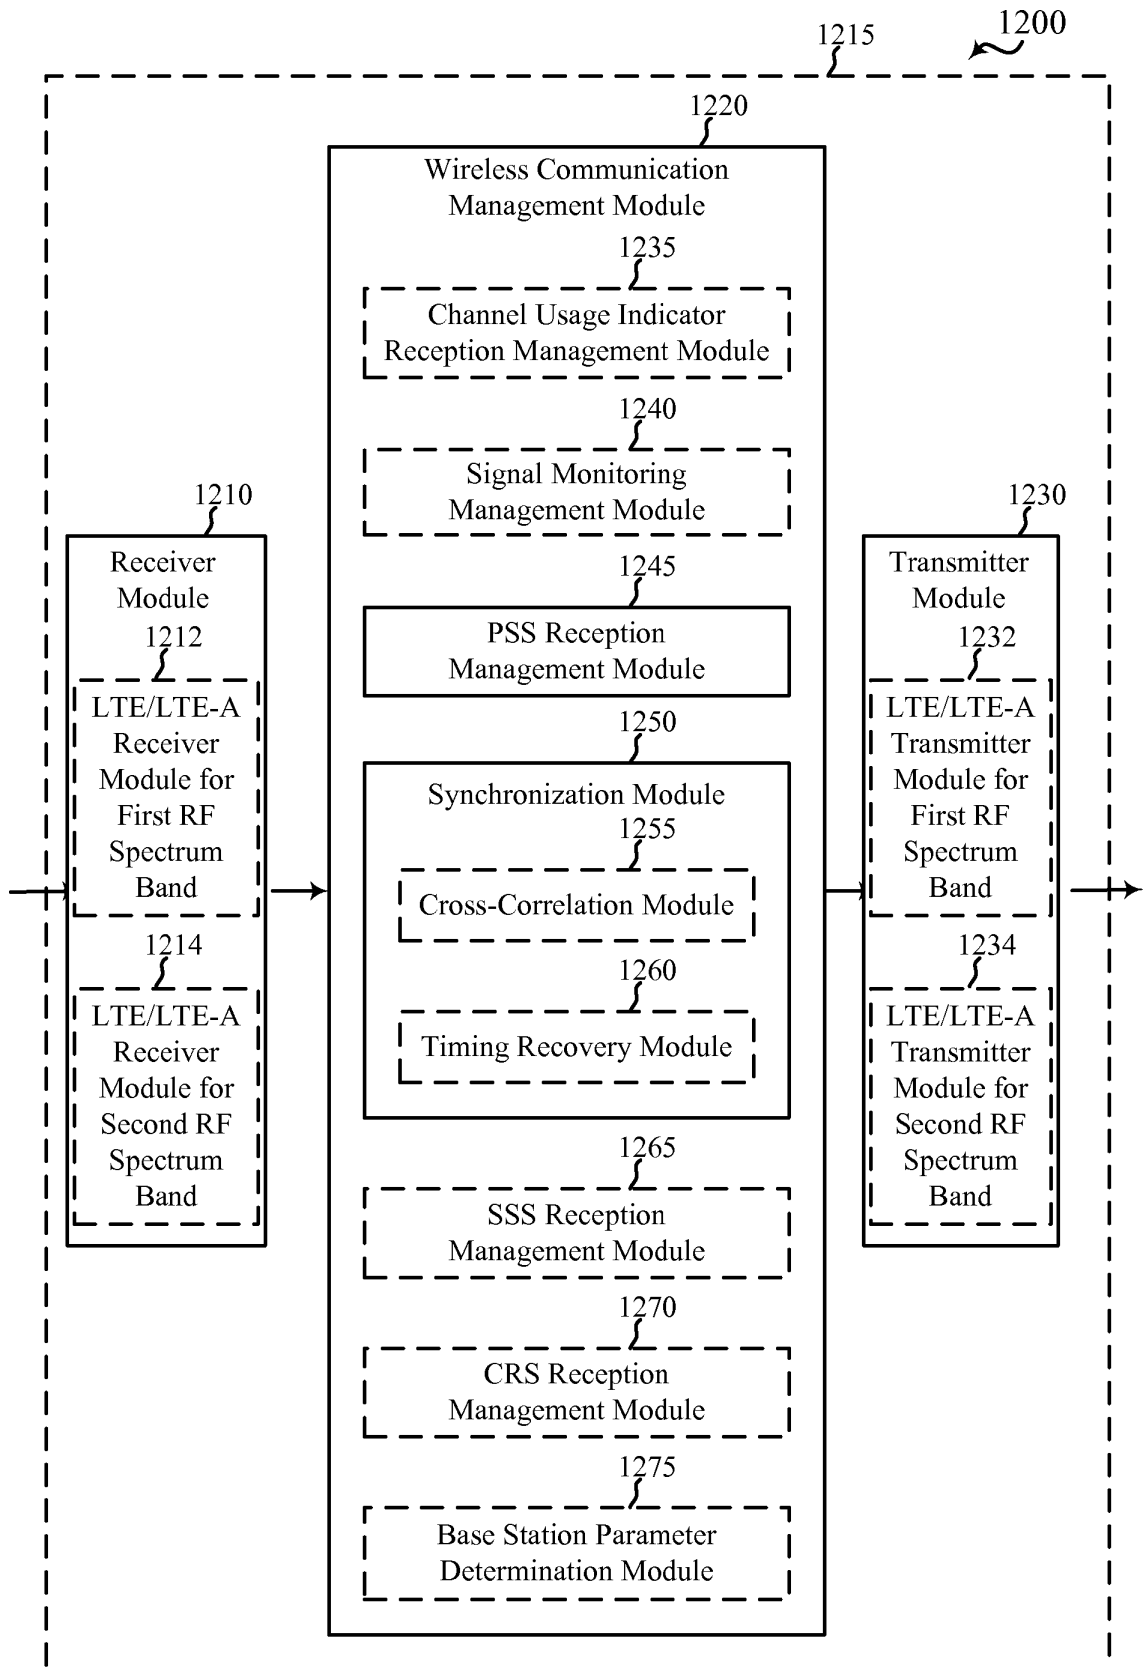 1200
1215
1220
Wireless Communication
Management Module
1235
Channel Usage Indicator
Reception Management Module
1240
Signal Monitoring
Management Module
1245
PSS Reception
Management Module
1250
Synchronization Module
1255
Cross-Correlation Module
1260
Timing Recovery Module
1265
SSS Reception
Management Module
1270
CRS Reception
Management Module
1275
Base Station Parameter
Determination Module
1210
Receiver
Module
1212
LTE/LTE-A
Receiver
Module for
First RF
Spectrum
Band
1214
LTE/LTE-A
Receiver
Module for
Second RF
Spectrum
Band
1230
Transmitter
Module
1232
LTE/LTE-A
Transmitter
Module for
First RF
Spectrum
Band
1234
LTE/LTE-A
Transmitter
Module for
Second RF
Spectrum
Band